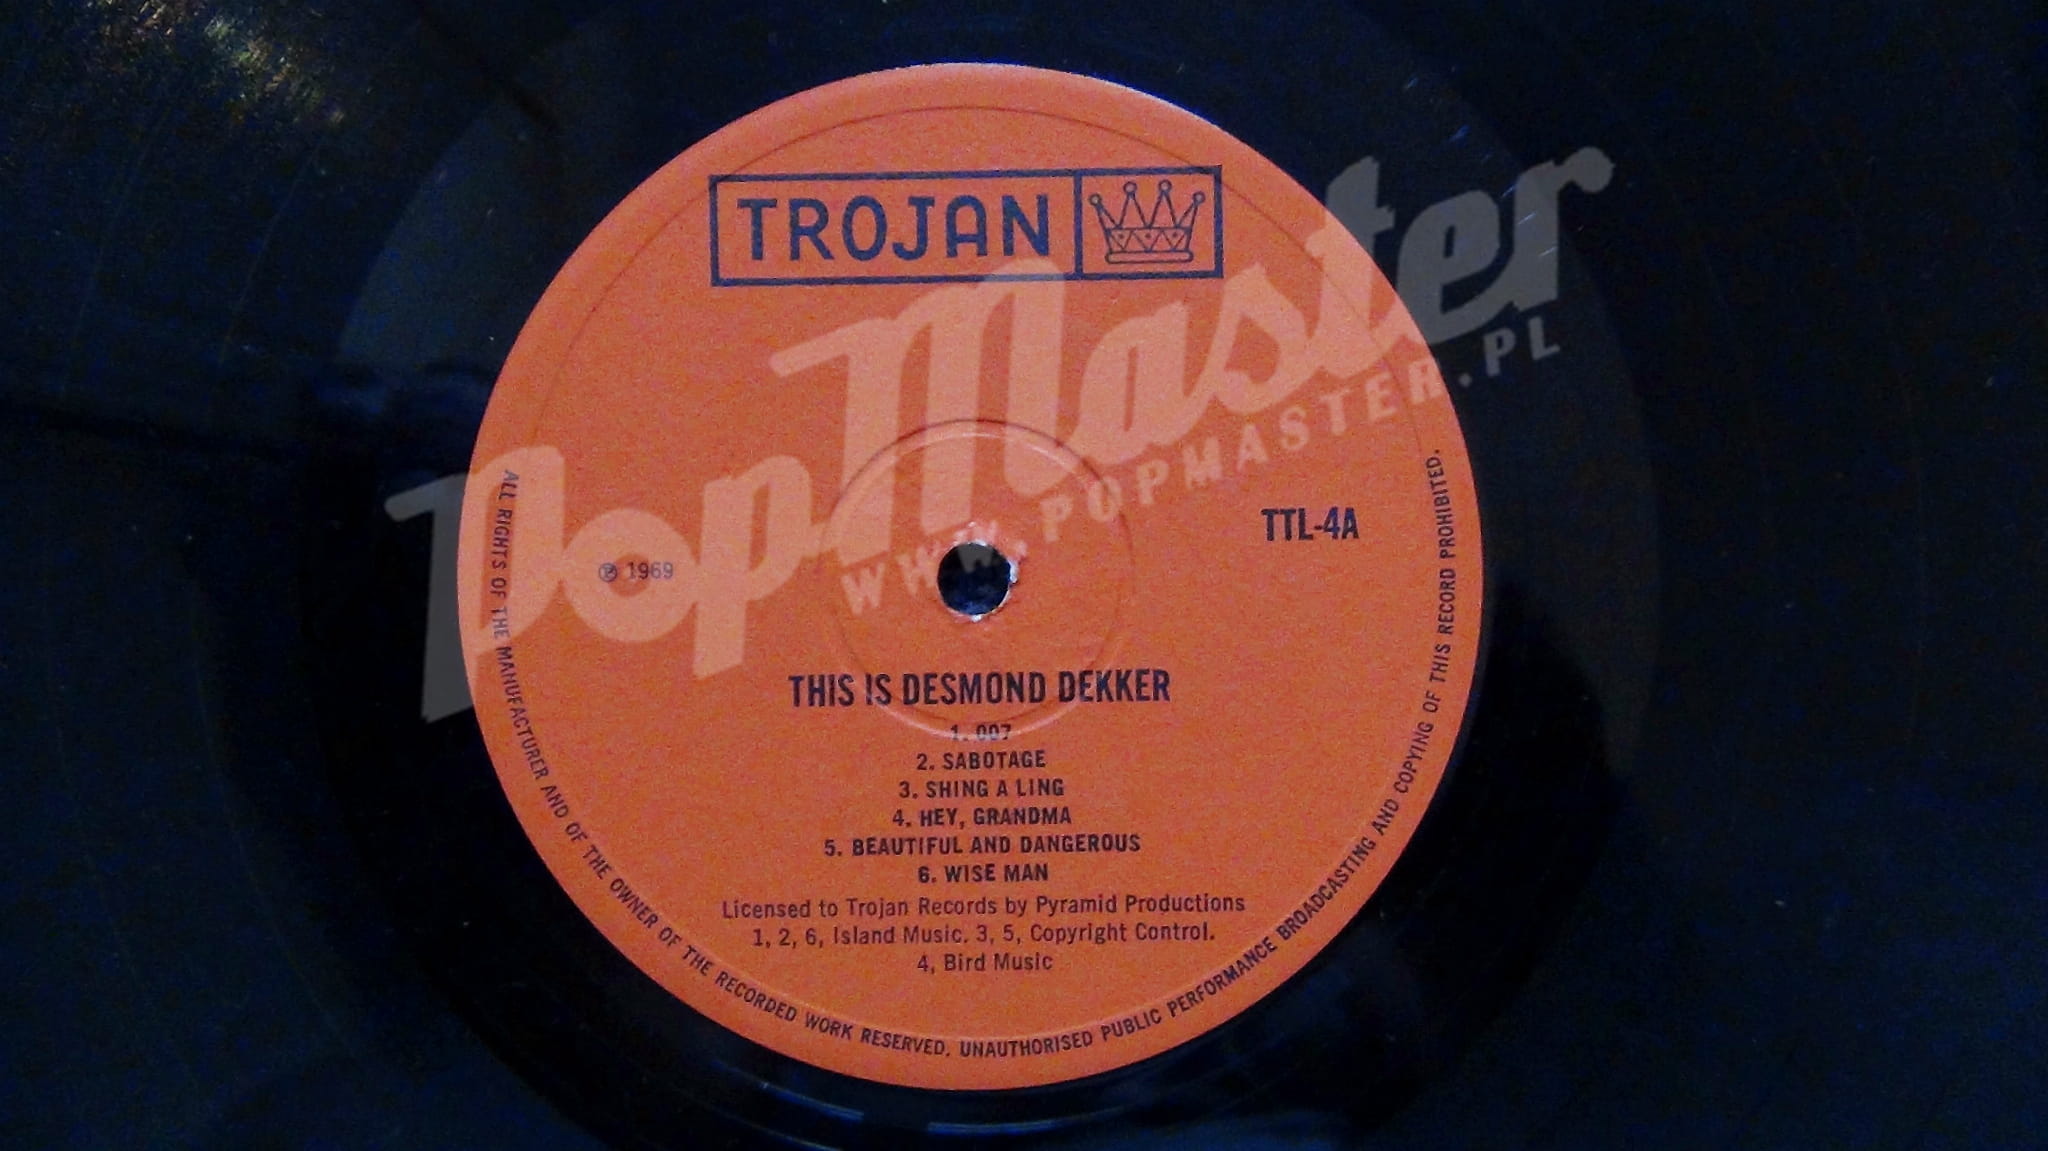 TROJAN
PopMaster
WWW.POPMASTER.PL
TTL-4A
℗ 1969
THIS IS DESMOND DEKKER
1. 007
2. SABOTAGE
3. SHING A LING
4. HEY, GRANDMA
5. BEAUTIFUL AND DANGEROUS
6. WISE MAN
Licensed to Trojan Records by Pyramid Productions
1, 2, 6, Island Music. 3, 5, Copyright Control.
4, Bird Music
ALL RIGHTS OF THE MANUFACTURER AND OF THE OWNER OF THE RECORDED WORK RESERVED. UNAUTHORISED PUBLIC PERFORMANCE BROADCASTING AND COPYING OF THIS RECORD PROHIBITED.